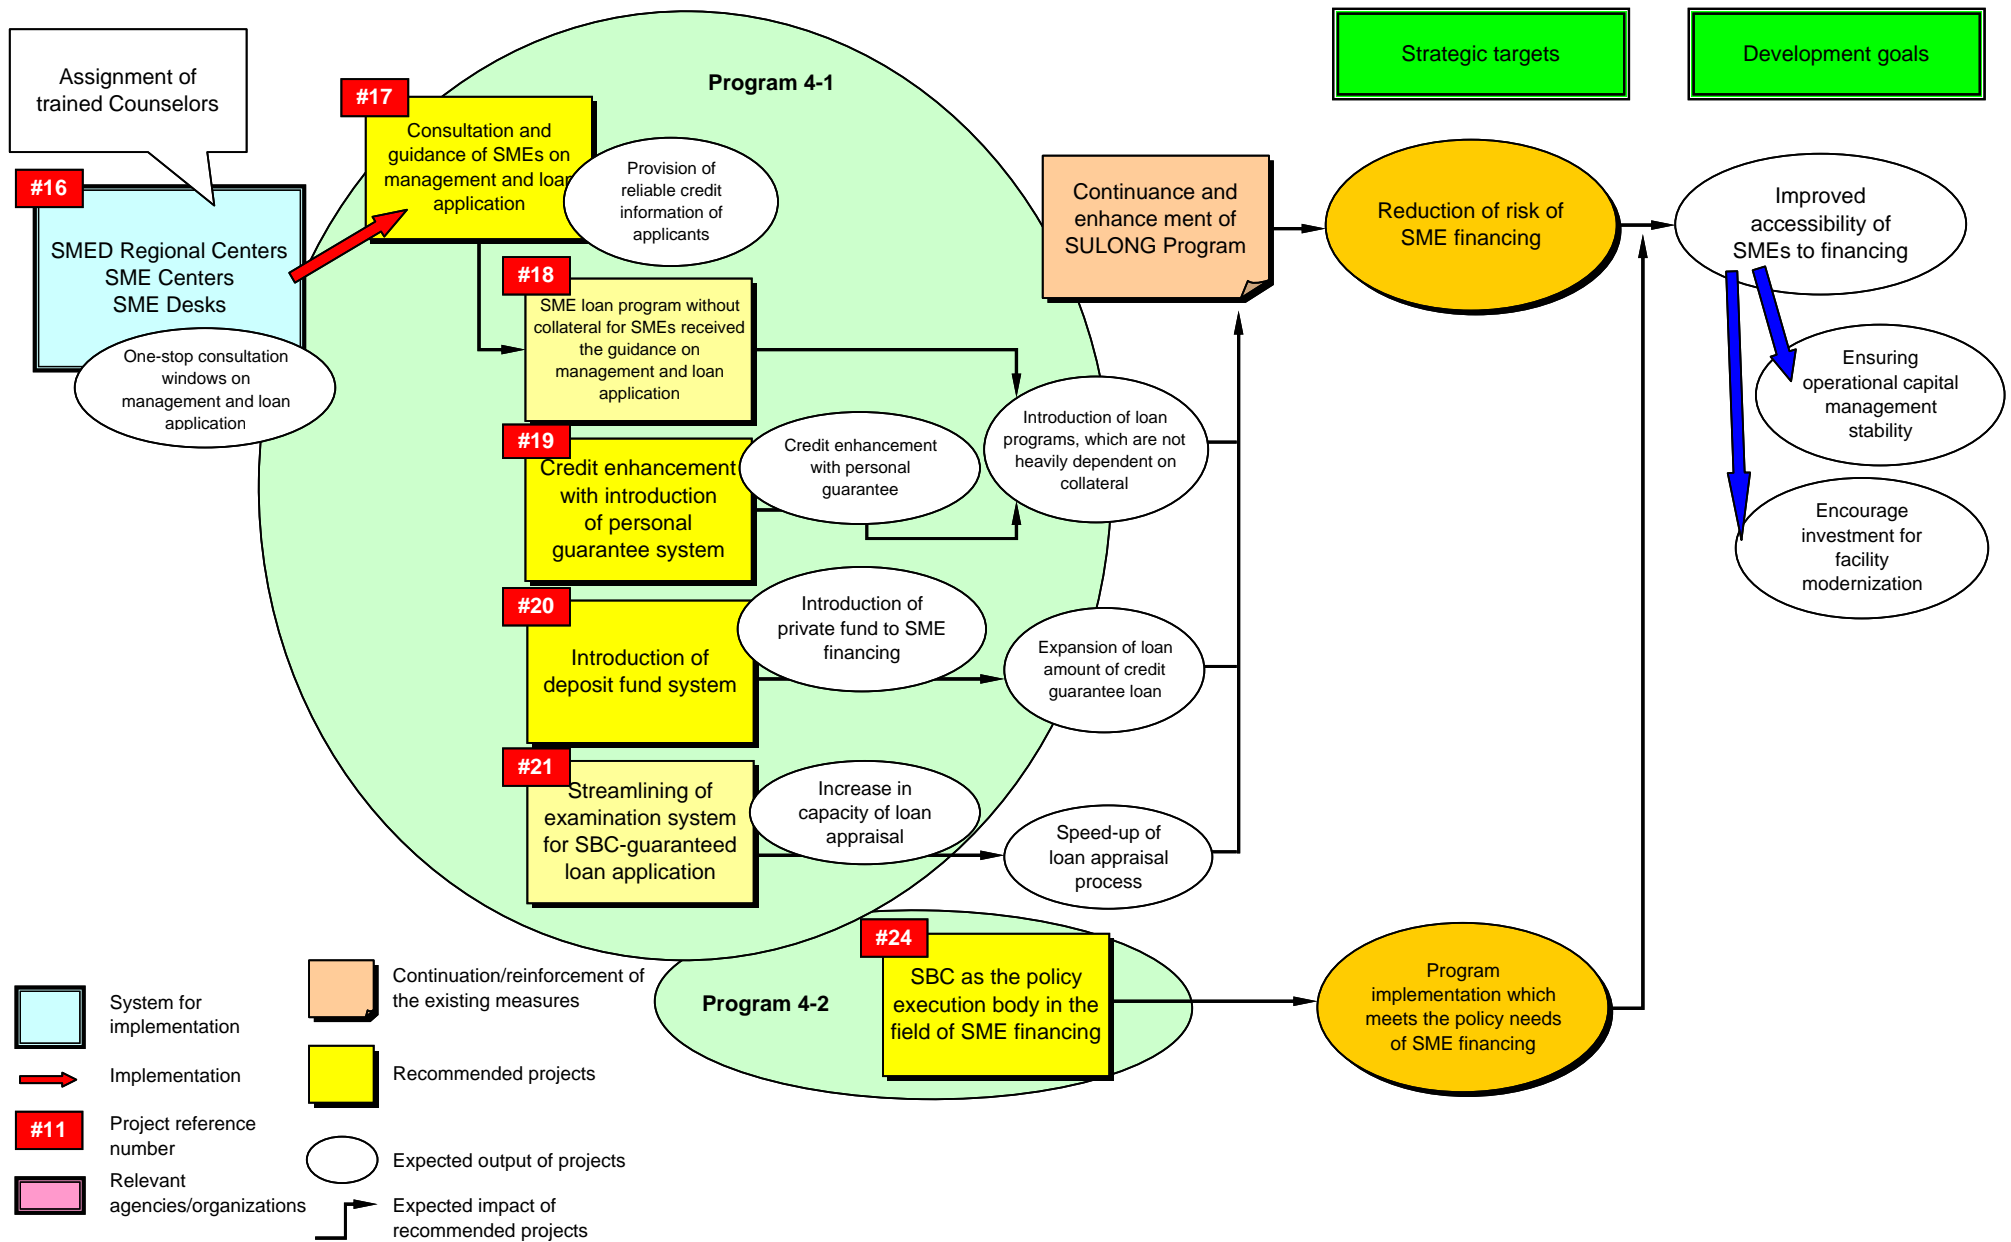 Assignment of
trained Counselors
#16
SMED Regional Centers
SME Centers
SME Desks
One-stop consultation
windows on
management and loan
application
Program 4-1
#17
Consultation and
guidance of SMEs on
management and loan
application
Provision of
reliable credit
information of
applicants
#18
SME loan program without
collateral for SMEs received
the guidance on
management and loan
application
#19
Credit enhancement
with introduction
of personal
guarantee system
Credit enhancement
with personal
guarantee
Introduction of loan
programs, which are not
heavily dependent on
collateral
#20
Introduction of
deposit fund system
Introduction of
private fund to SME
financing
Expansion of loan
amount of credit
guarantee loan
#21
Streamlining of
examination system
for SBC-guaranteed
loan application
Increase in
capacity of loan
appraisal
Speed-up of
loan appraisal
process
Continuance and
enhance ment of
SULONG Program
Strategic targets
Reduction of risk of
SME financing
Development goals
Improved
accessibility of
SMEs to financing
Ensuring
operational capital
management
stability
Encourage
investment for
facility
modernization
Program 4-2
#24
SBC as the policy
execution body in the
field of SME financing
Program
implementation which
meets the policy needs
of SME financing
System for
implementation
Implementation
#11
Project reference
number
Relevant
agencies/organizations
Continuation/reinforcement of
the existing measures
Recommended projects
Expected output of projects
Expected impact of
recommended projects